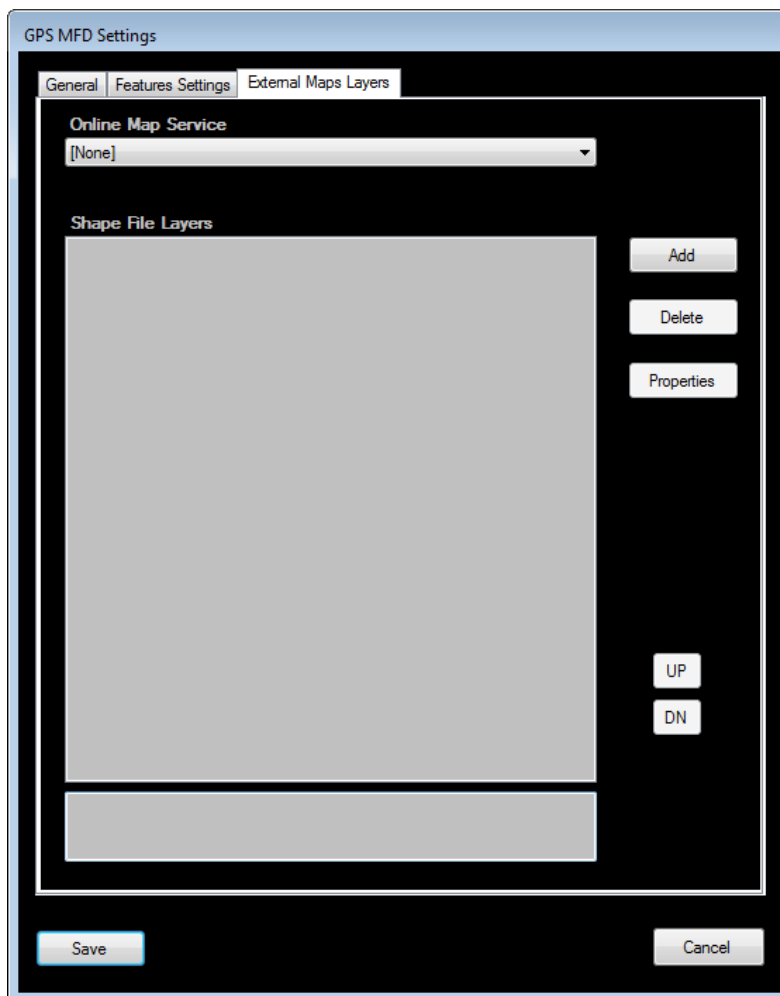 GPS MFD Settings
General Features Settings External Maps Layers
Online Map Service
[None]
Shape File Layers
Add
Delete
Properties
UP
DN
Save Cancel